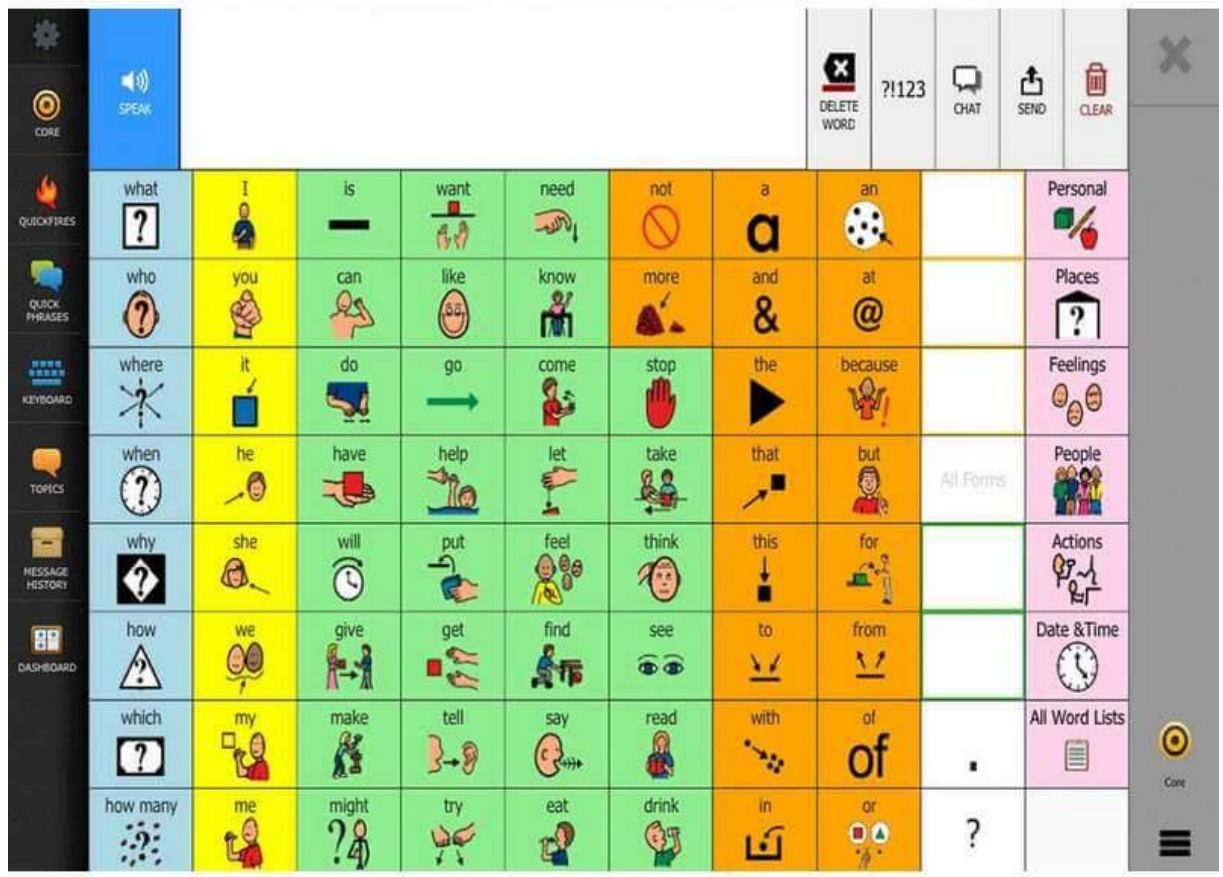 SPEAK
DELETE
WORD
?!123
CHAT
SEND
CLEAR
CORE
QUICKFIRES
QUICK
PHRASES
KEYBOARD
TOPICS
MESSAGE
HISTORY
DASHBOARD
what I is want need not a an Personal
? a
who you can like know more and at Places
? & @ ?
where it do go come stop the because Feelings
? !
when he have help let take that but All Forms People
?
why she will put feel think this for Actions
?
how we give get find see to from Date &Time
?
which my make tell say read with of All Word Lists
? of .
how many me might try eat drink in or
? ? ?
Core